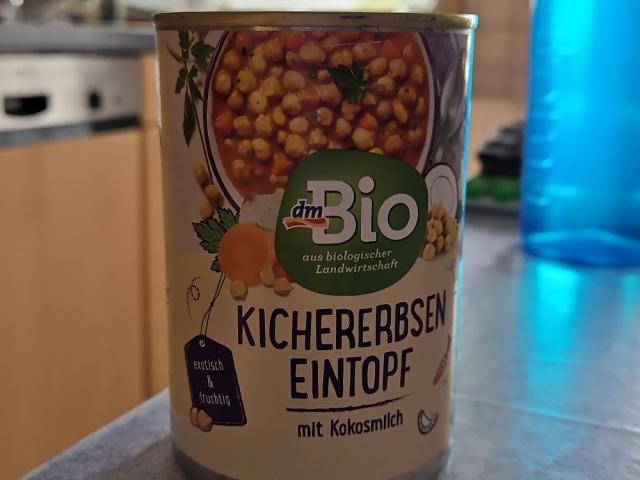 dm Bio
aus biologischer
Landwirtschaft
KICHERERBSEN
EINTOPF
mit Kokosmilch
exotisch
&
fruchtig